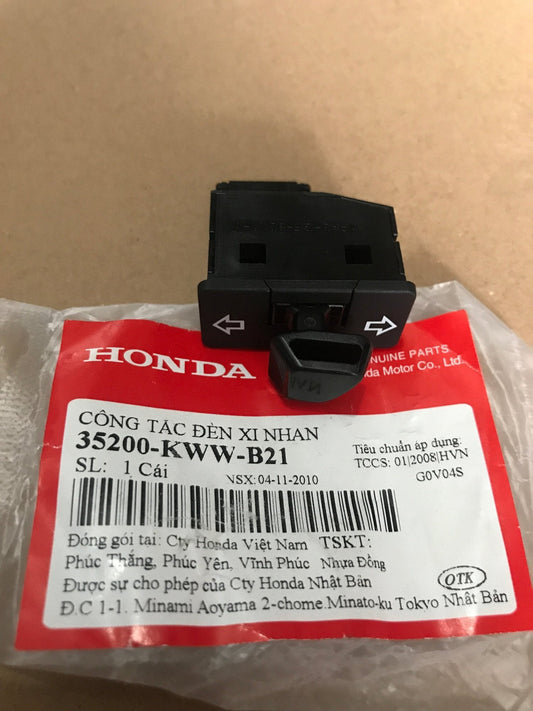 HONDA
NUINE PARTS
nda Motor Co., Ltd.
CÔNG TẮC ĐÈN XI NHAN
35200-KWW-B21
SL: 1 Cái
NSX: 04-11-2010
Tiêu chuẩn áp dụng:
TCCS: 01|2008|HVN
G0V04S
Đóng gói tại: Cty Honda Việt Nam TSKT:
Phúc Thắng, Phúc Yên, Vĩnh Phúc Nhựa Đồng
Được sự cho phép của Cty Honda Nhật Bản
QTK
Đ.C 1-1. Minami Aoyama 2-chome.Minato-ku Tokyo Nhật Bản